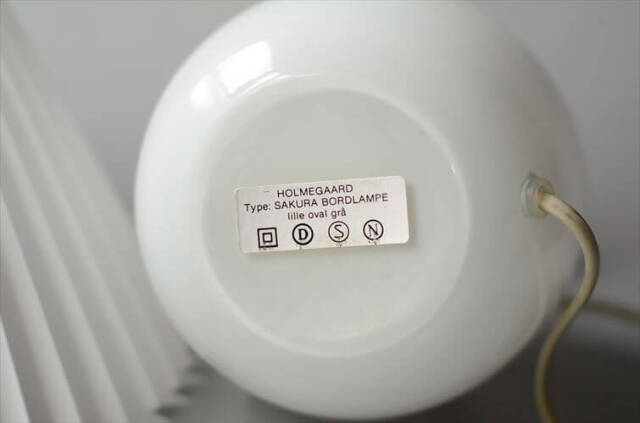 HOLMEGAARD
Type: SAKURA BORDLAMPE
lille oval grå
D S N